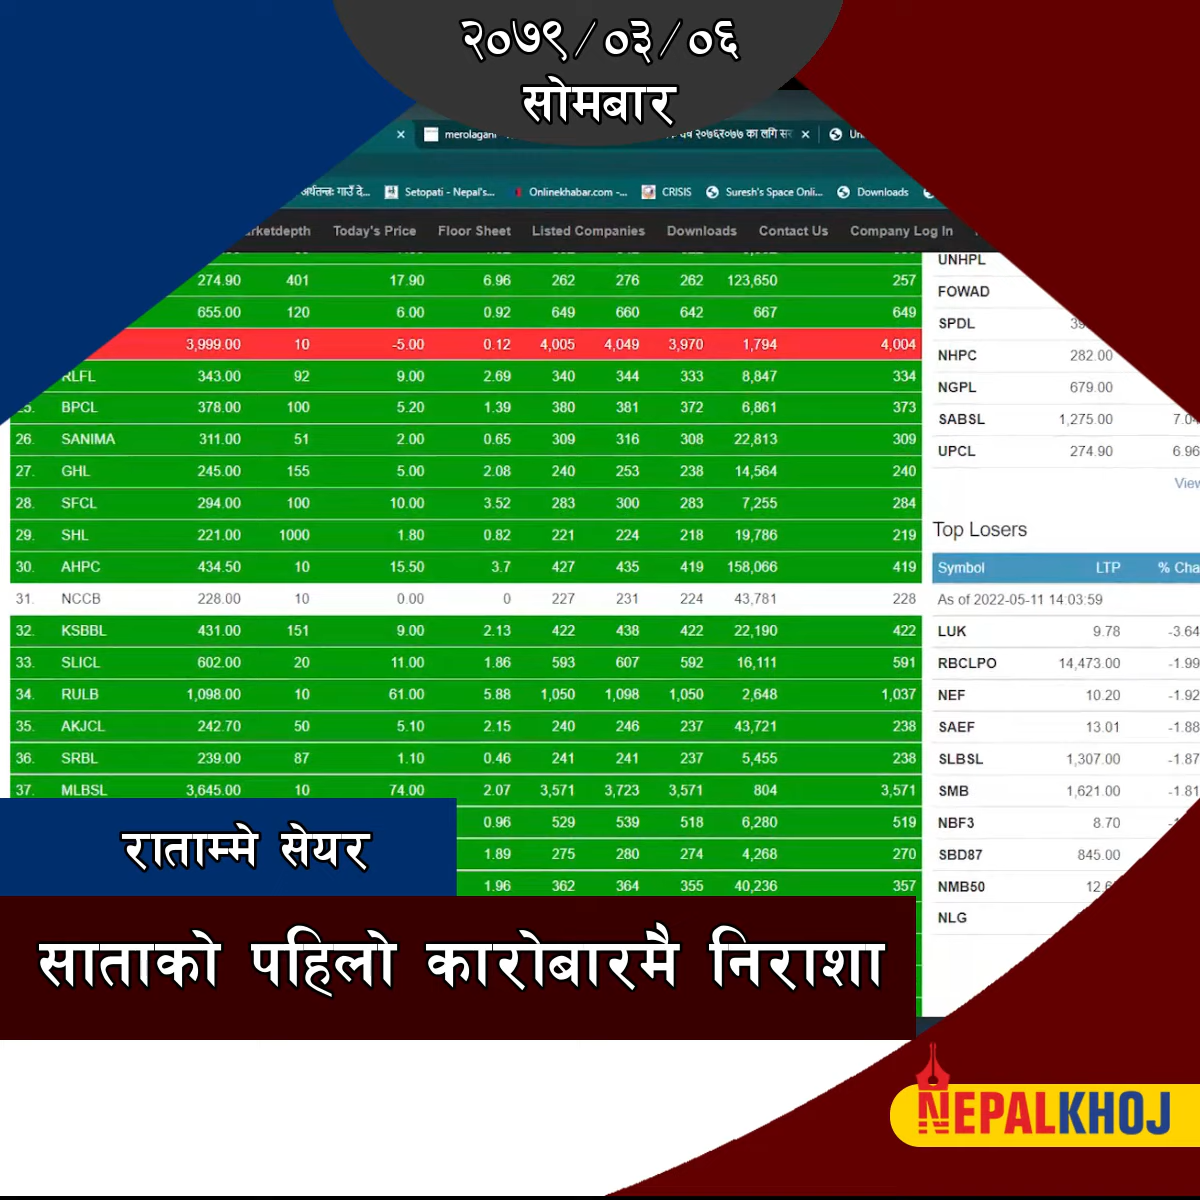 २०७९/०३/०६
सोमबार
merolagani
वर्ष २०७६र०७७ का लगि सर
Un
अर्थतन्त्रः गाउँ दे...
Setopati - Nepal's...
Onlinekhabar.com -...
CRISIS
Suresh's Space Onli...
Downloads
rketdepth Today's Price Floor Sheet Listed Companies Downloads Contact Us Company Log In
274.90 401 17.90 6.96 262 276 262 123,650 257
655.00 120 6.00 0.92 649 660 642 667 649
3,999.00 10 -5.00 0.12 4,005 4,049 3,970 1,794 4,004
RLFL 343.00 92 9.00 2.69 340 344 333 8,847 334
25. BPCL 378.00 100 5.20 1.39 380 381 372 6,861 373
26. SANIMA 311.00 51 2.00 0.65 309 316 308 22,813 309
27. GHL 245.00 155 5.00 2.08 240 253 238 14,564 240
28. SFCL 294.00 100 10.00 3.52 283 300 283 7,255 284
29. SHL 221.00 1000 1.80 0.82 221 224 218 19,786 219
30. AHPC 434.50 10 15.50 3.7 427 435 419 158,066 419
31. NCCB 228.00 10 0.00 0 227 231 224 43,781 228
32. KSBBL 431.00 151 9.00 2.13 422 438 422 22,190 422
33. SLICL 602.00 20 11.00 1.86 593 607 592 16,111 591
34. RULB 1,098.00 10 61.00 5.88 1,050 1,098 1,050 2,648 1,037
35. AKJCL 242.70 50 5.10 2.15 240 246 237 43,721 238
36. SRBL 239.00 87 1.10 0.46 241 241 237 5,455 238
37. MLBSL 3,645.00 10 74.00 2.07 3,571 3,723 3,571 804 3,571
0.96 529 539 518 6,280 519
1.89 275 280 274 4,268 270
1.96 362 364 355 40,236 357
UNHPL
FOWAD
SPDL 39
NHPC 282.00
NGPL 679.00
SABSL 1,275.00 7.04
UPCL 274.90 6.96
View
Top Losers
Symbol LTP % Cha
As of 2022-05-11 14:03:59
LUK 9.78 -3.64
RBCLPO 14,473.00 -1.99
NEF 10.20 -1.92
SAEF 13.01 -1.88
SLBSL 1,307.00 -1.87
SMB 1,621.00 -1.81
NBF3 8.70
SBD87 845.00
NMB50 12.6
NLG
राताम्मे सेयर
साताको पहिलो कारोबारमै निराशा
NEPALKHOJ